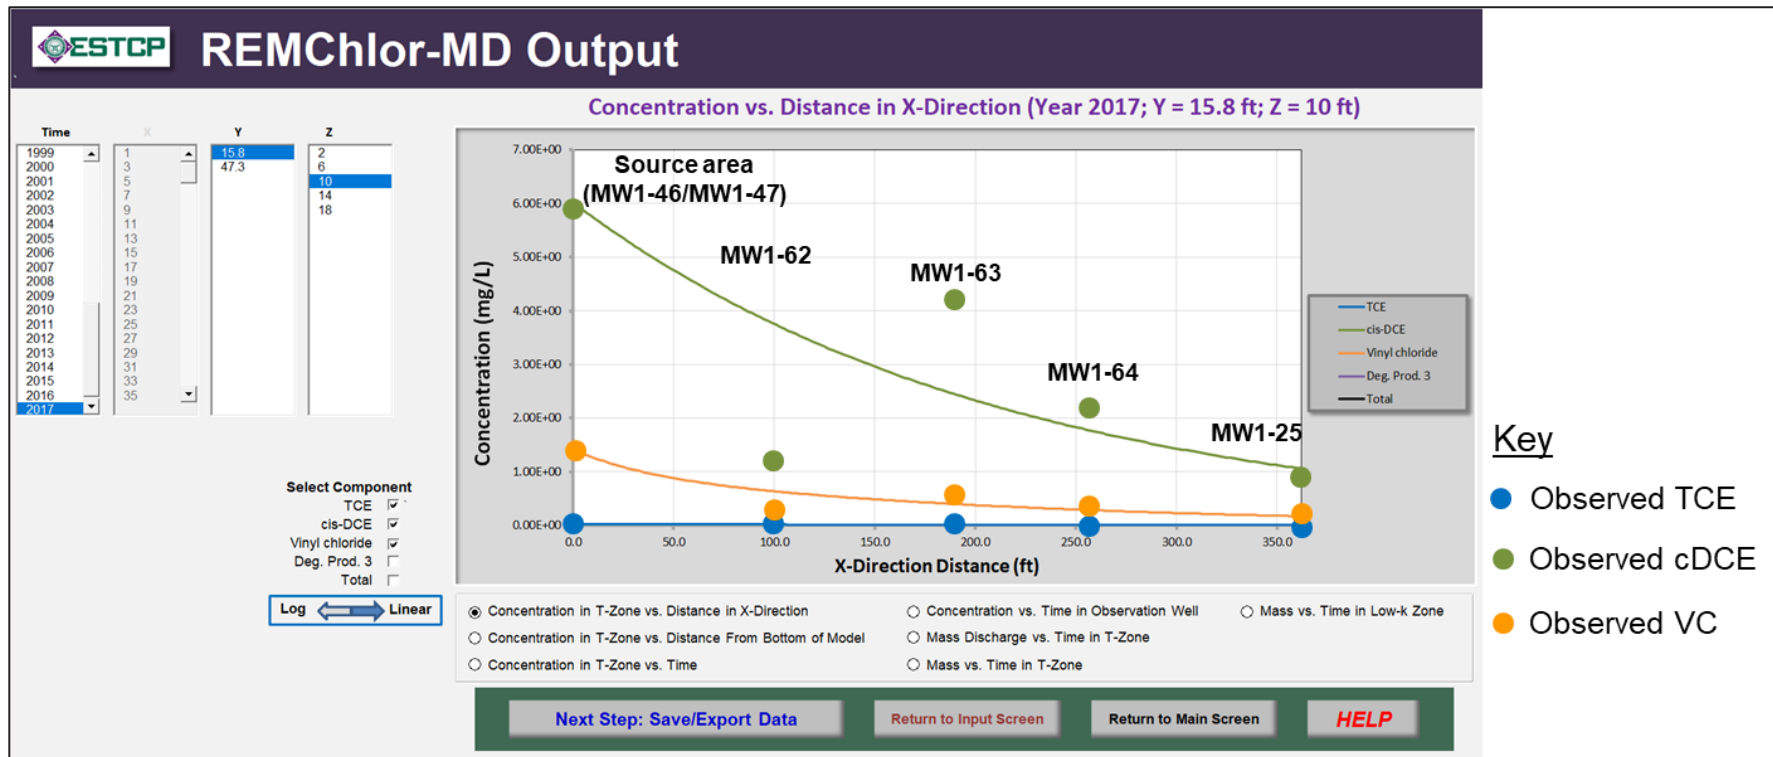 ESTCP
REMChlor-MD Output
Concentration vs. Distance in X-Direction (Year 2017; Y = 15.8 ft; Z = 10 ft)
Time X Y Z
1999 1 15.8 2
2000 3 47.3 6
2001 5 10
2002 7 14
2003 9 18
2004 11
2005 13
2006 15
2007 17
2008 19
2009 21
2010 23
2011 25
2012 27
2013 29
2014 31
2015 33
2016 35
2017
Select Component
TCE
cis-DCE
Vinyl chloride
Deg. Prod. 3
Total
Log Linear
Concentration (mg/L)
7.00E+00
6.00E+00
5.00E+00
4.00E+00
3.00E+00
2.00E+00
1.00E+00
0.00E+00
Source area
(MW1-46/MW1-47)
MW1-62
MW1-63
MW1-64
MW1-25
0.0 50.0 100.0 150.0 200.0 250.0 300.0 350.0
X-Direction Distance (ft)
TCE
cis-DCE
Vinyl chloride
Deg. Prod. 3
Total
Key
Observed TCE
Observed cDCE
Observed VC
Concentration in T-Zone vs. Distance in X-Direction
Concentration vs. Time in Observation Well
Mass vs. Time in Low-k Zone
Concentration in T-Zone vs. Distance From Bottom of Model
Mass Discharge vs. Time in T-Zone
Concentration in T-Zone vs. Time
Mass vs. Time in T-Zone
Next Step: Save/Export Data
Return to Input Screen
Return to Main Screen
HELP